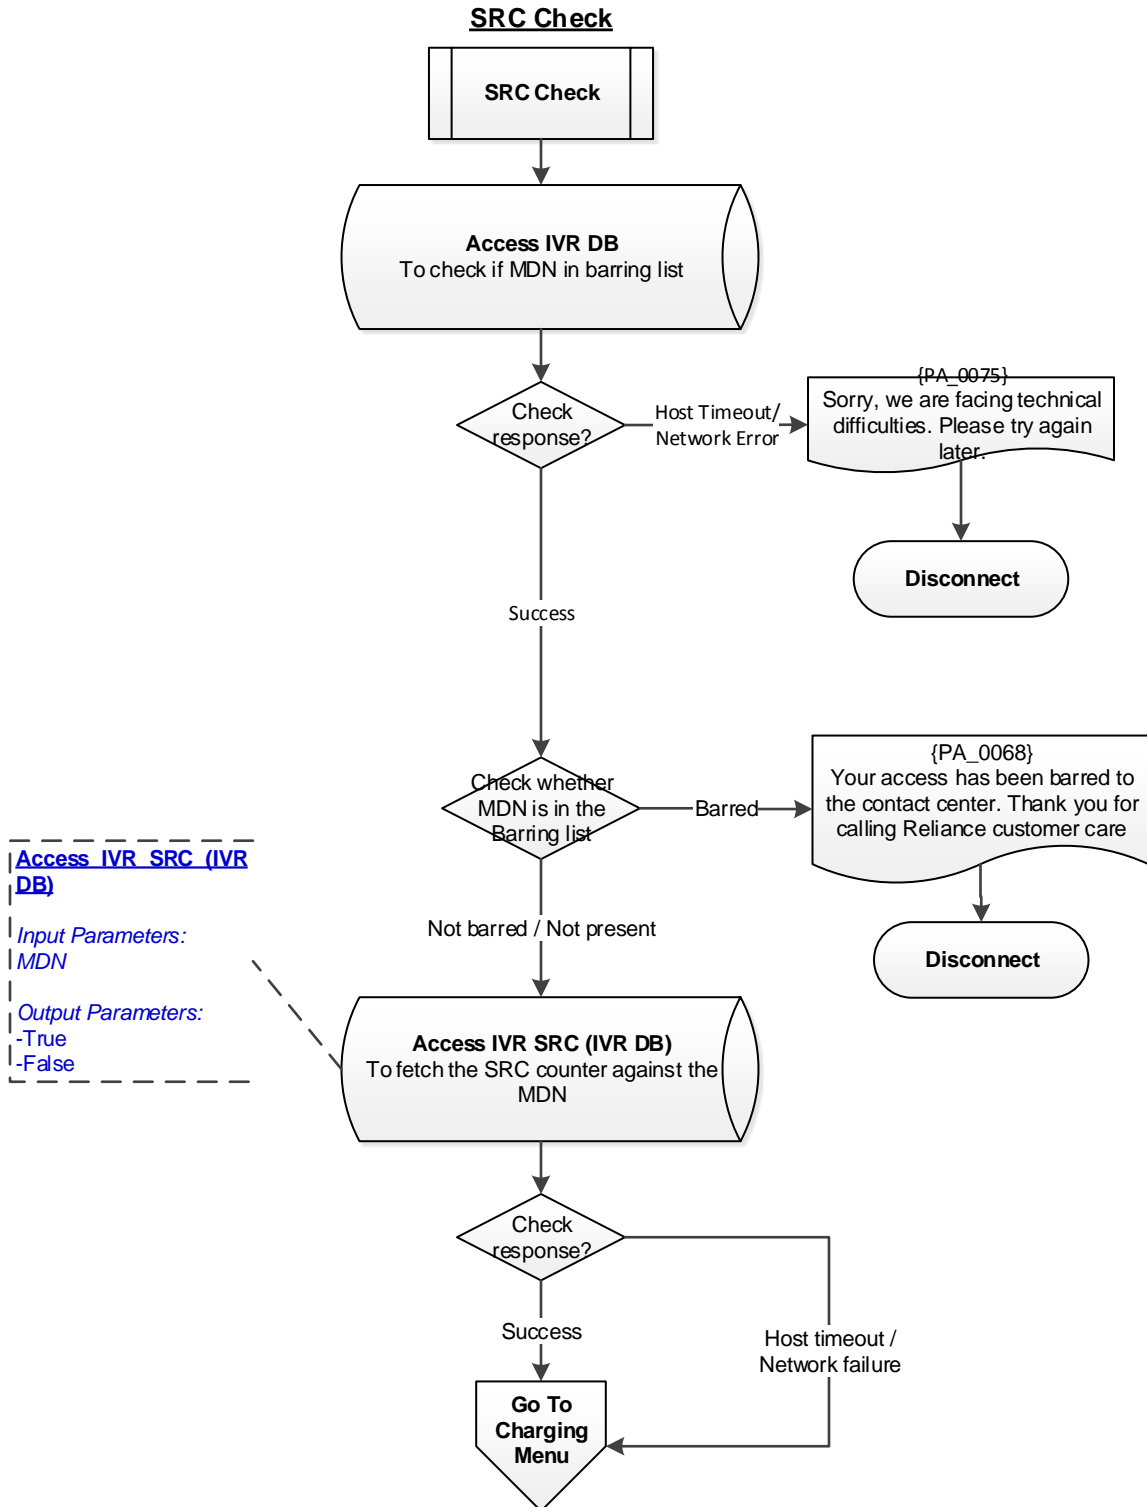 SRC Check
SRC Check
Access IVR DB
To check if MDN in barring list
Check
response?
Host Timeout/
Network Error
{PA_0075}
Sorry, we are facing technical
difficulties. Please try again
later.
Disconnect
Success
Check whether
MDN is in the
Barring list
Barred
{PA_0068}
Your access has been barred to
the contact center. Thank you for
calling Reliance customer care
Disconnect
Not barred / Not present
Access IVR SRC (IVR
DB)
Input Parameters:
MDN
Output Parameters:
-True
-False
Access IVR SRC (IVR DB)
To fetch the SRC counter against the
MDN
Check
response?
Success
Host timeout /
Network failure
Go To
Charging
Menu